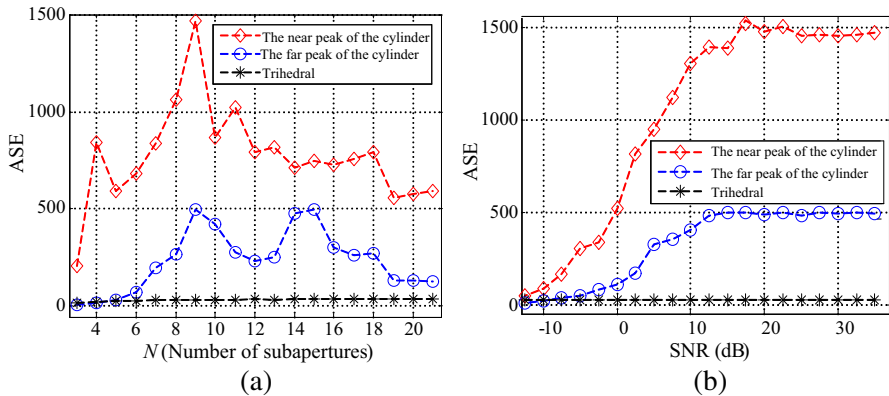 1500
1000
500
0
ASE
The near peak of the cylinder
The far peak of the cylinder
Trihedral
4 6 8 10 12 14 16 18 20
N (Number of subapertures)
(a)
1500
1000
500
0
ASE
The near peak of the cylinder
The far peak of the cylinder
Trihedral
-10 0 10 20 30
SNR (dB)
(b)